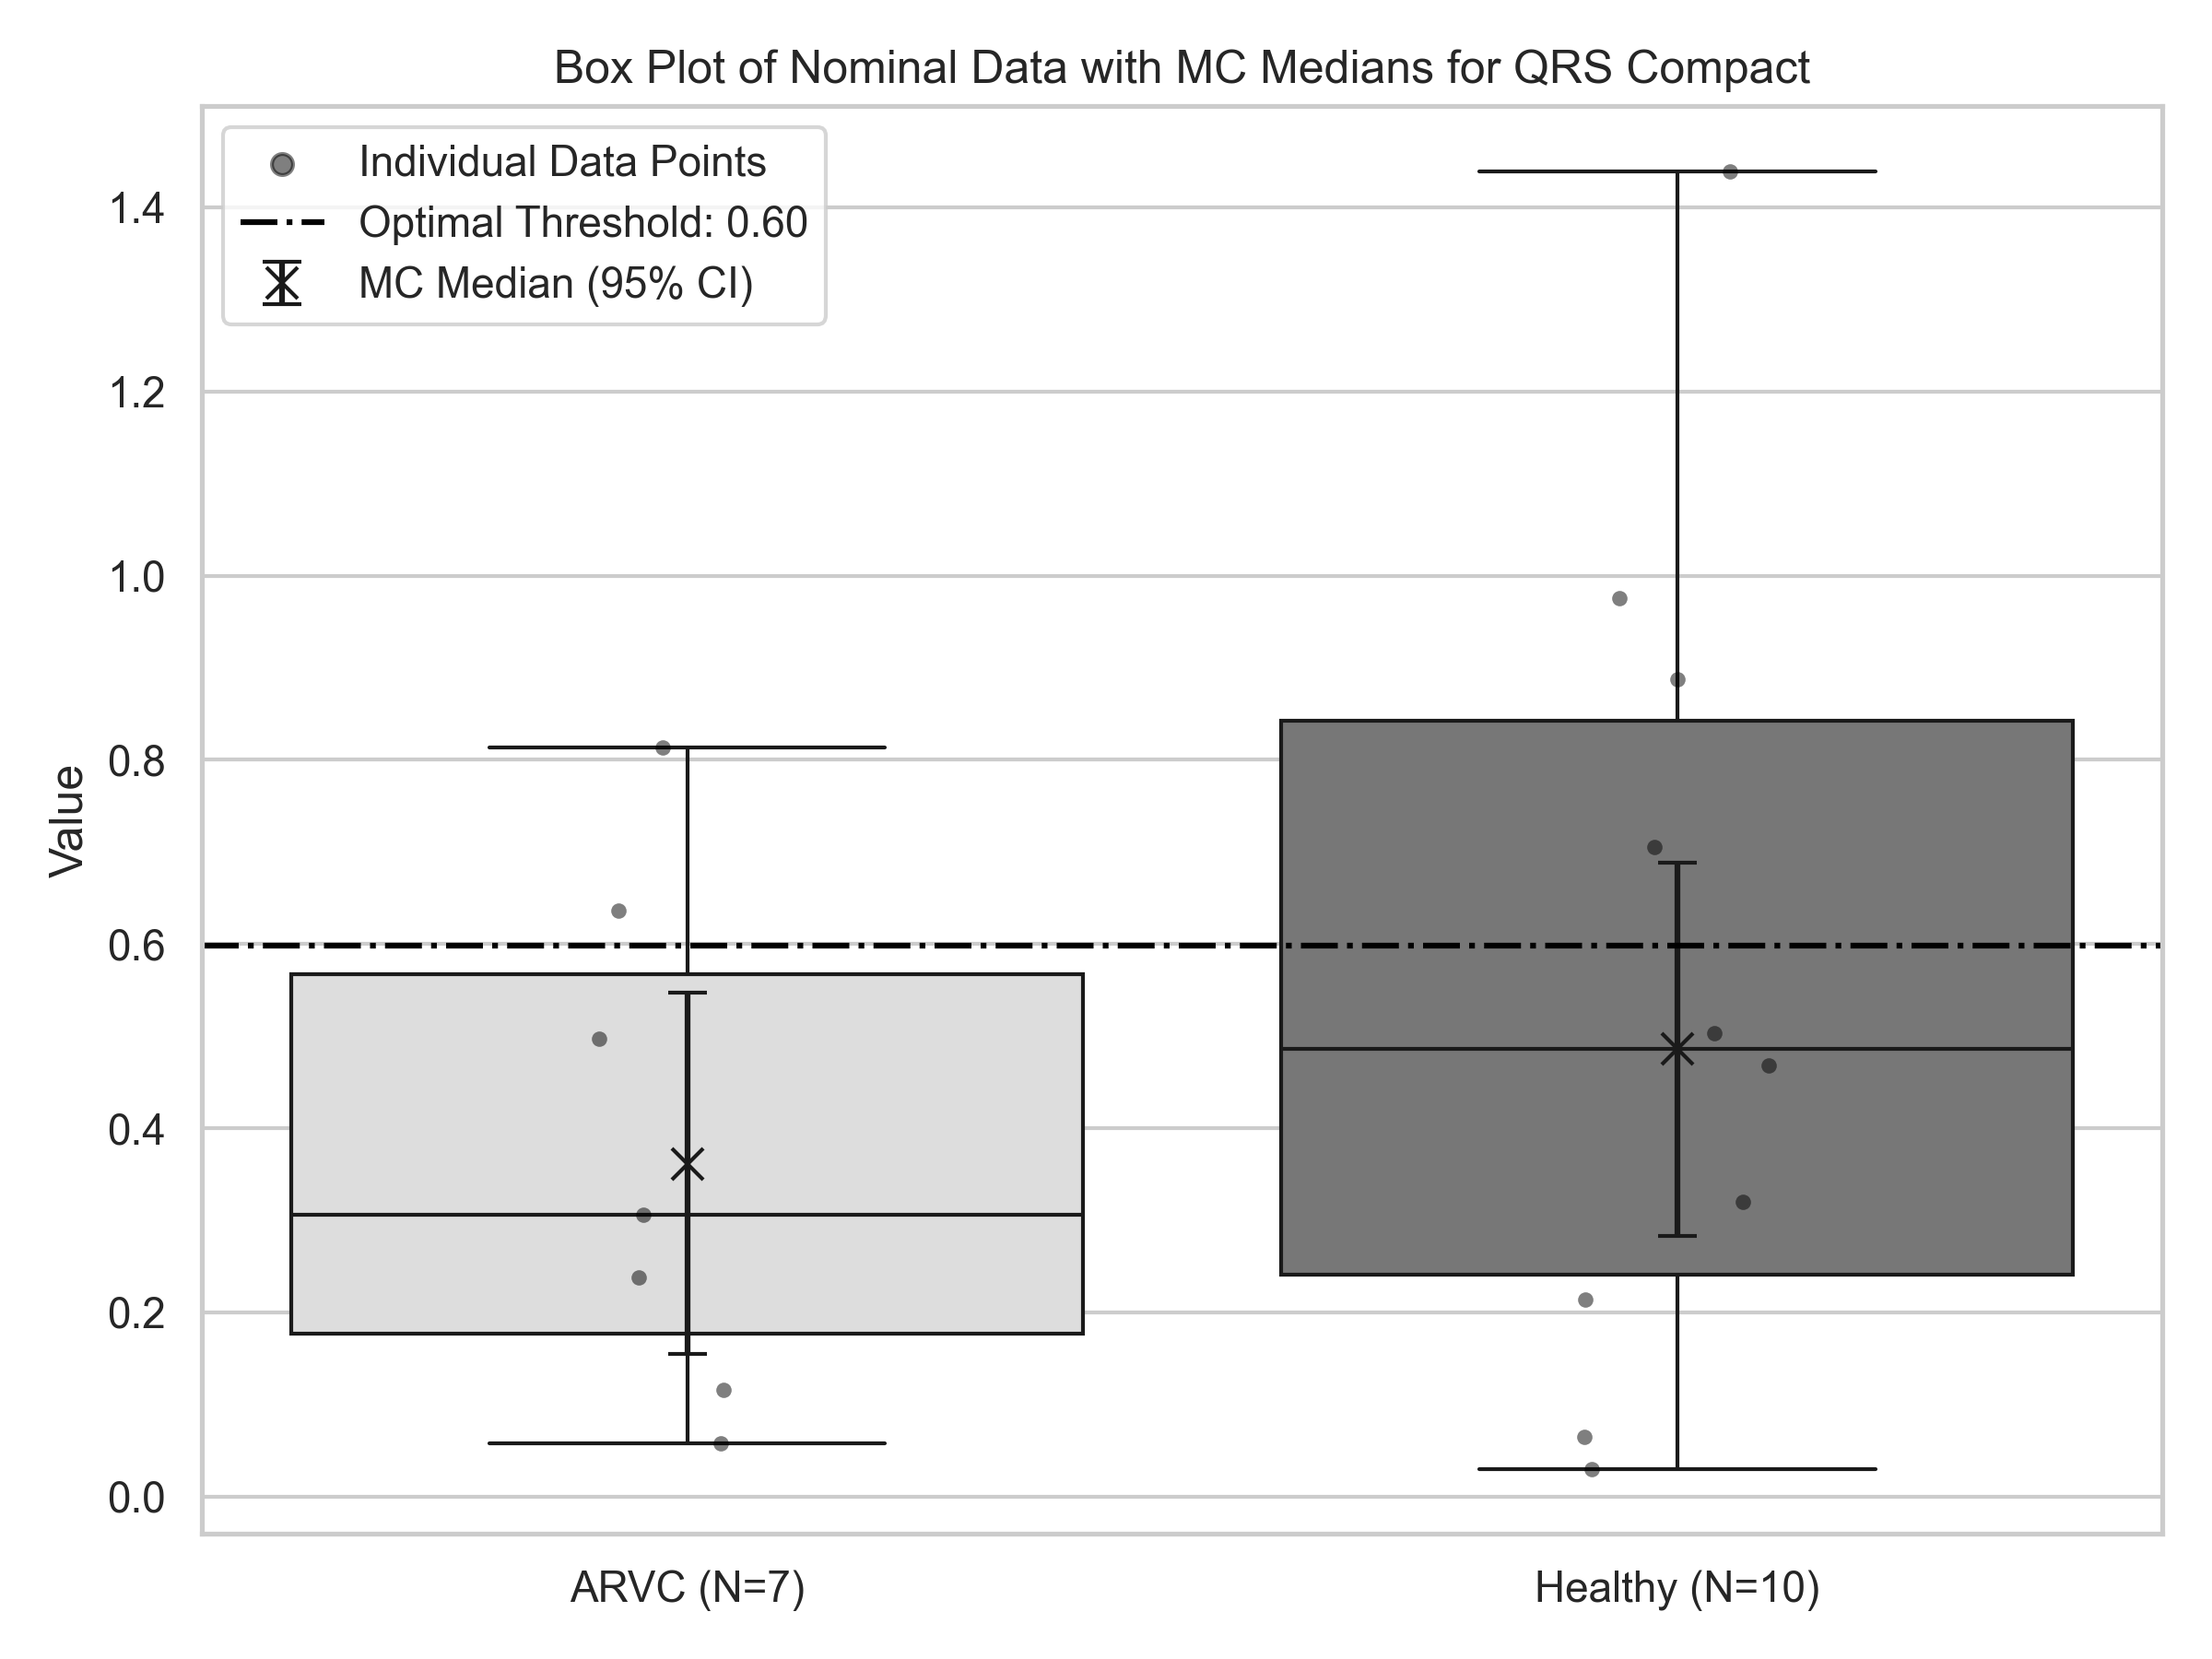 Box Plot of Nominal Data with MC Medians for QRS Compact
Individual Data Points
Optimal Threshold: 0.60
MC Median (95% CI)
1.4
1.2
1.0
0.8
0.6
0.4
0.2
0.0
Value
ARVC (N=7)
Healthy (N=10)